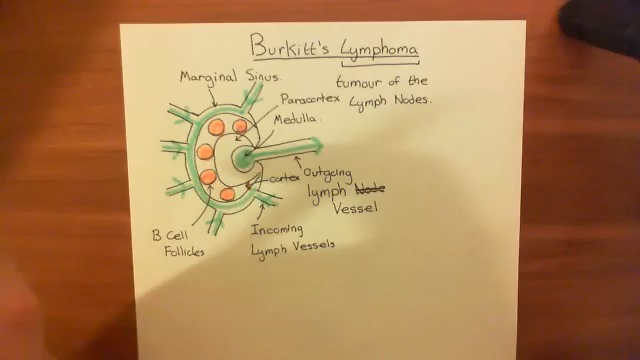 Burkitt's Lymphoma
tumour of the
Lymph Nodes.
Marginal Sinus.
Paracortex
Medulla.
cortex
Outgoing
lymph Node
Vessel
B Cell
Follicles
Incoming
Lymph Vessels